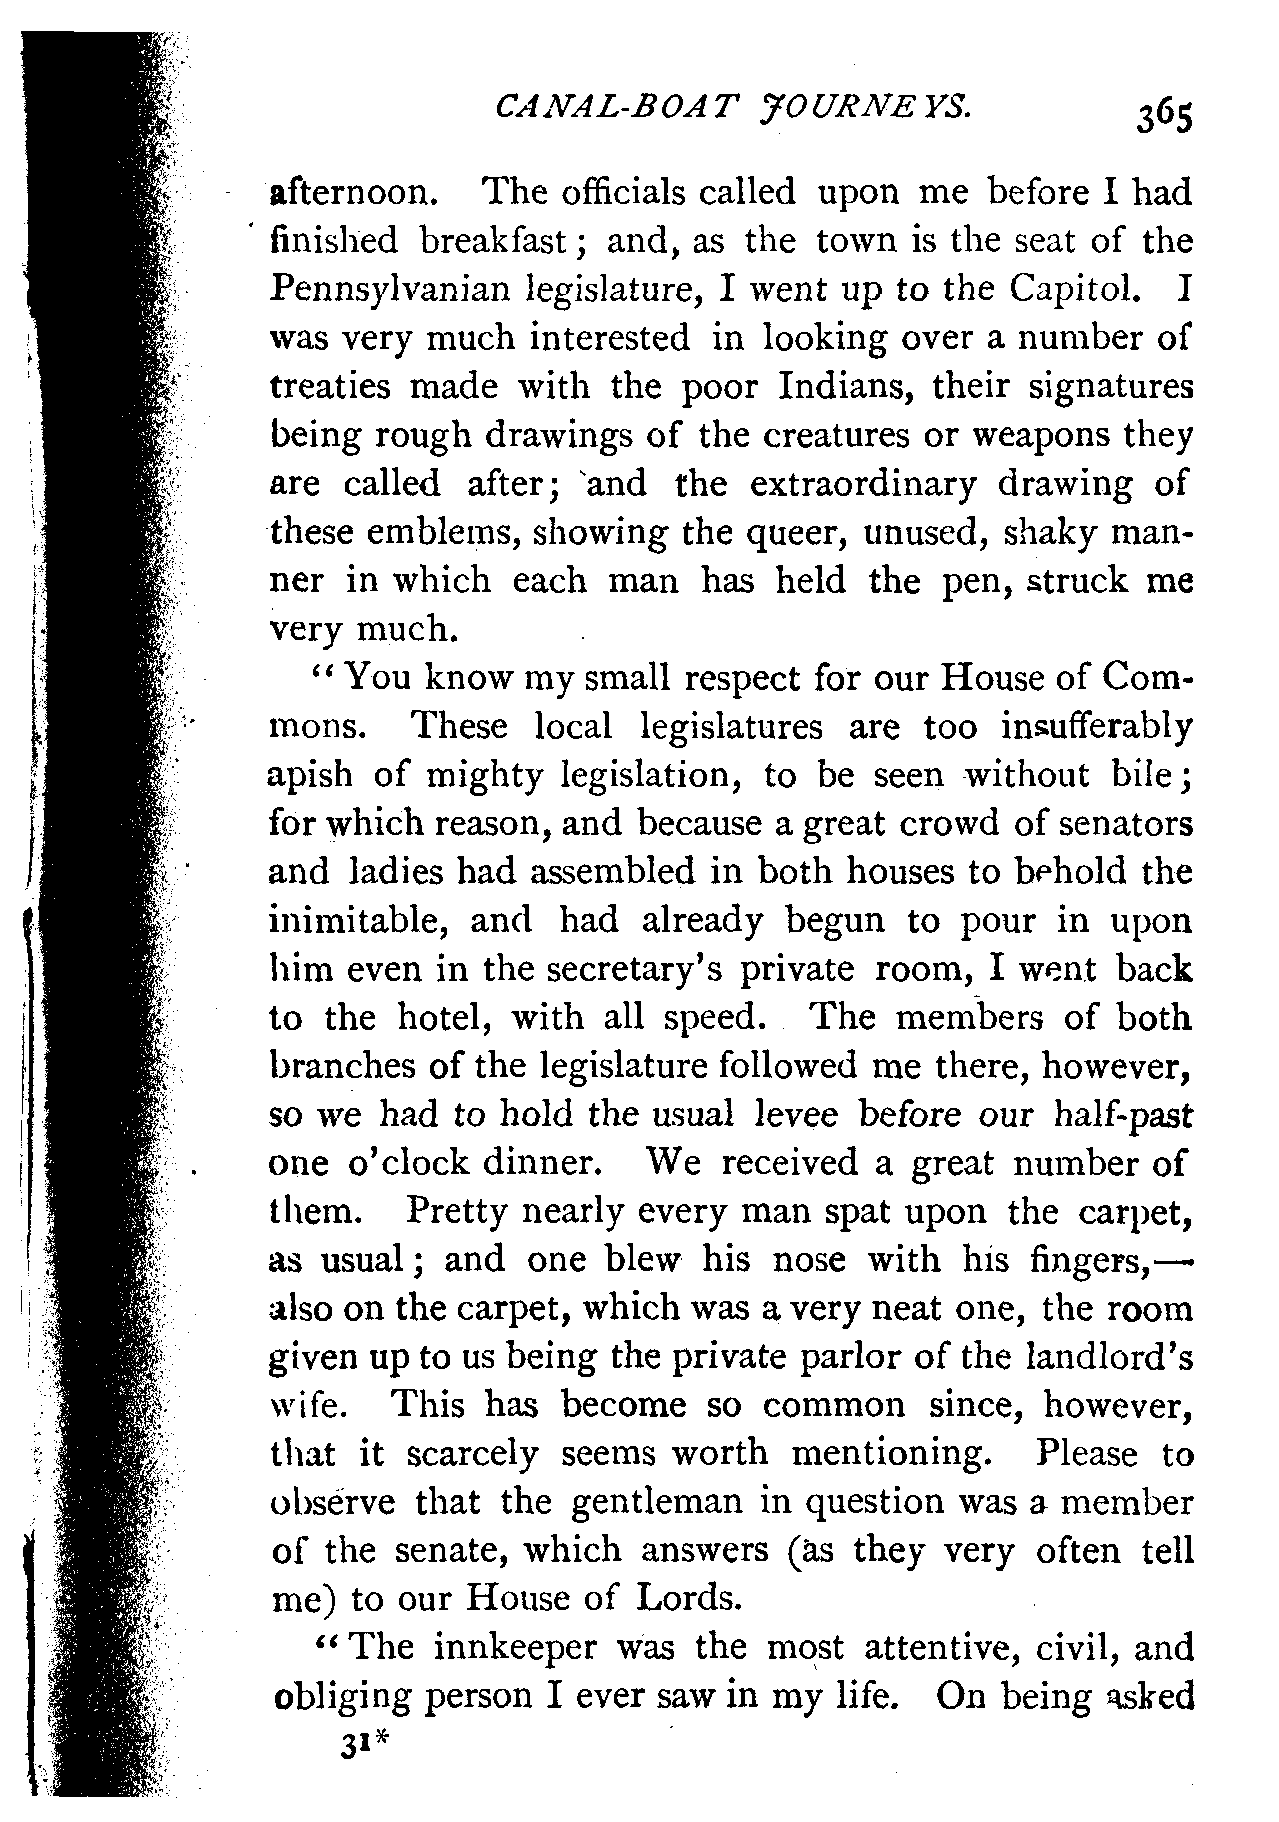 CANAL-BOAT JOURNEYS. 365
afternoon. The officials called upon me before I had
finished breakfast ; and, as the town is the seat of the
Pennsylvanian legislature, I went up to the Capitol. I
was very much interested in looking over a number of
treaties made with the poor Indians, their signatures
being rough drawings of the creatures or weapons they
are called after; and the extraordinary drawing of
these emblems, showing the queer, unused, shaky man-
ner in which each man has held the pen, struck me
very much.
“ You know my small respect for our House of Com-
mons. These local legislatures are too insufferably
apish of mighty legislation, to be seen without bile ;
for which reason, and because a great crowd of senators
and ladies had assembled in both houses to behold the
inimitable, and had already begun to pour in upon
him even in the secretary’s private room, I went back
to the hotel, with all speed. The members of both
branches of the legislature followed me there, however,
so we had to hold the usual levee before our half-past
one o’clock dinner. We received a great number of
them. Pretty nearly every man spat upon the carpet,
as usual ; and one blew his nose with his fingers,—
also on the carpet, which was a very neat one, the room
given up to us being the private parlor of the landlord’s
wife. This has become so common since, however,
that it scarcely seems worth mentioning. Please to
observe that the gentleman in question was a member
of the senate, which answers (as they very often tell
me) to our House of Lords.
“ The innkeeper was the most attentive, civil, and
obliging person I ever saw in my life. On being asked
31*